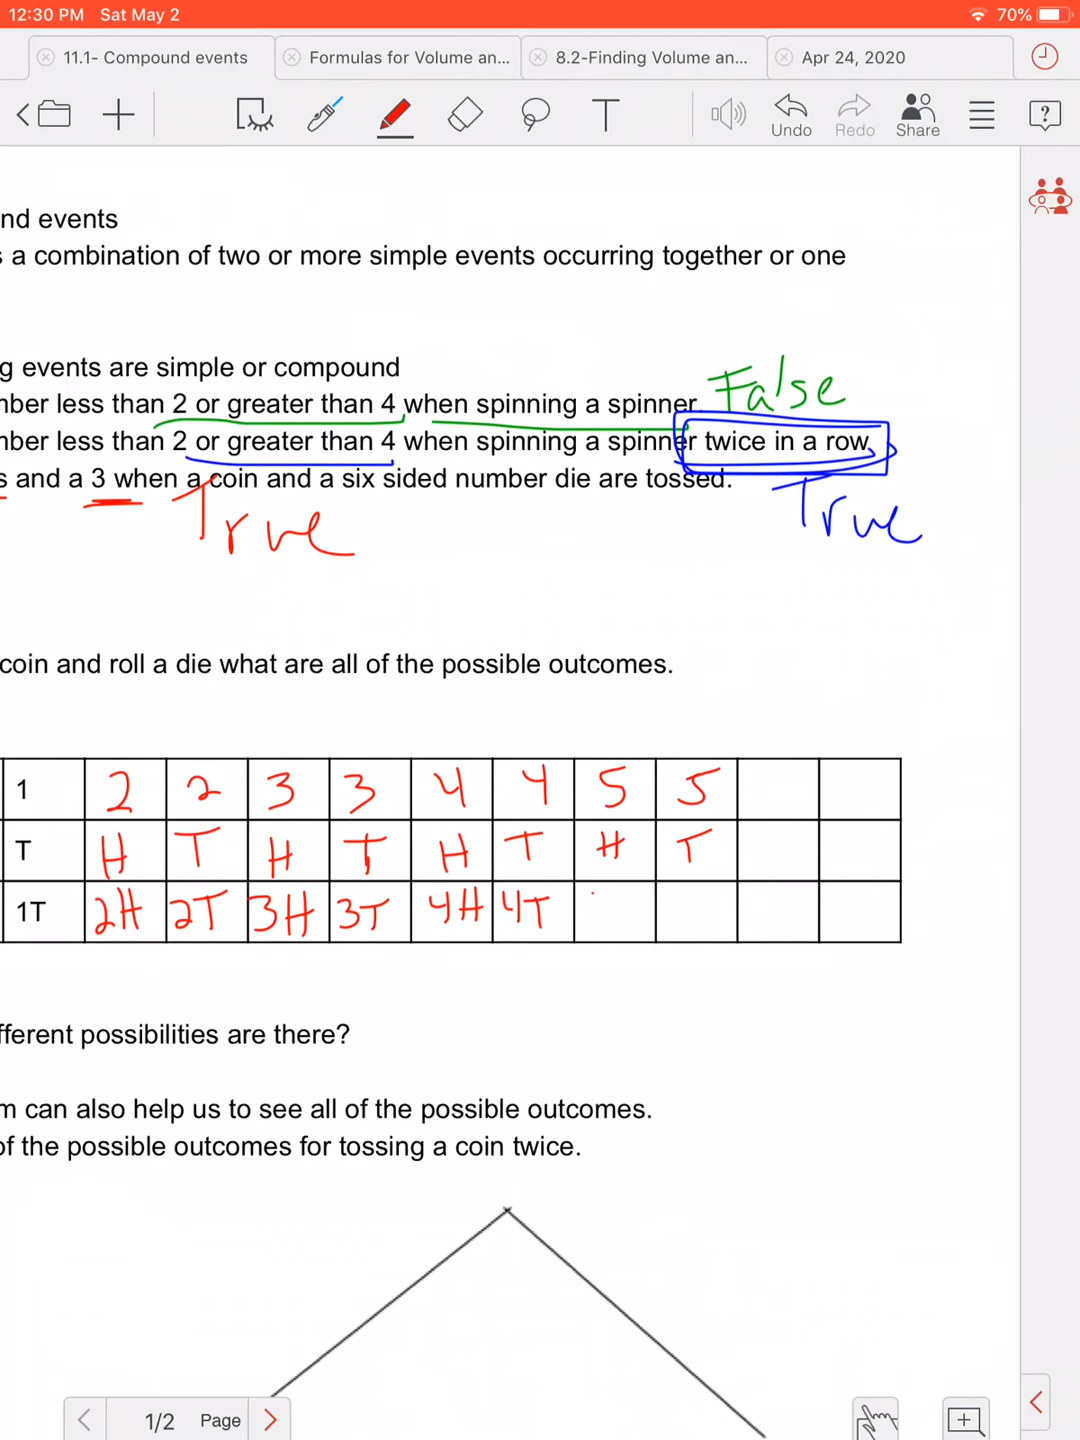 12:30 PM Sat May 2 70%
11.1- Compound events Formulas for Volume an... 8.2-Finding Volume an... Apr 24, 2020
T Undo Redo Share ?
nd events
s a combination of two or more simple events occurring together or one
g events are simple or compound
False
nber less than 2 or greater than 4 when spinning a spinner.
nber less than 2 or greater than 4 when spinning a spinner twice in a row,
s and a 3 when a coin and a six sided number die are tossed.
True True
coin and roll a die what are all of the possible outcomes.
1 2 2 3 3 4 4 5 5
T H T H T H T H T
1T 2H 2T 3H 3T 4H 4T
fferent possibilities are there?
m can also help us to see all of the possible outcomes.
of the possible outcomes for tossing a coin twice.
1/2 Page